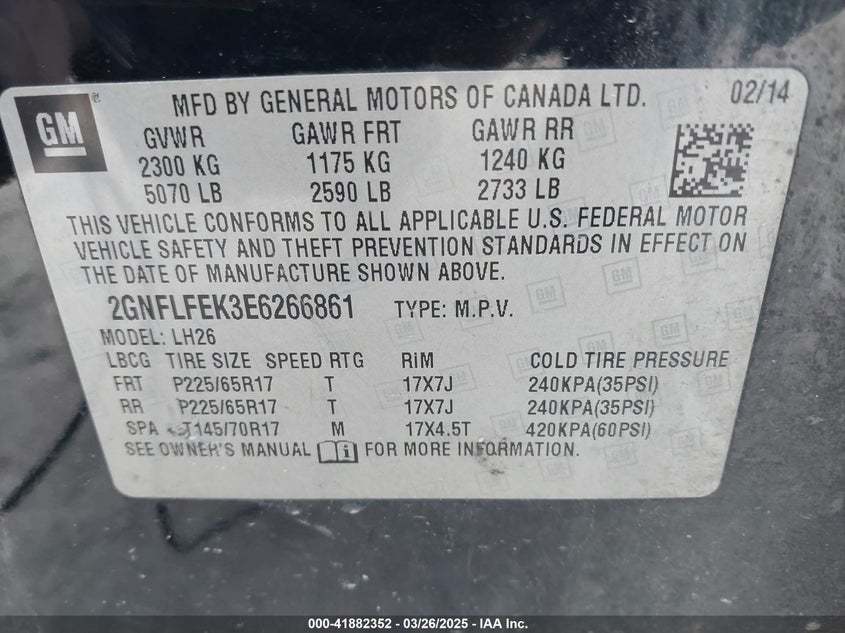 GM
MFD BY GENERAL MOTORS OF CANADA LTD. 02/14
GVWR GAWR FRT GAWR RR
2300 KG 1175 KG 1240 KG
5070 LB 2590 LB 2733 LB
THIS VEHICLE CONFORMS TO ALL APPLICABLE U.S. FEDERAL MOTOR
VEHICLE SAFETY AND THEFT PREVENTION STANDARDS IN EFFECT ON
THE DATE OF MANUFACTURE SHOWN ABOVE.
2GNFLFEK3E6266861 TYPE: M.P.V.
MODEL: LH26
LBCG TIRE SIZE SPEED RTG RiM COLD TIRE PRESSURE
FRT P225/65R17 T 17X7J 240KPA(35PSI)
RR P225/65R17 T 17X7J 240KPA(35PSI)
SPA T145/70R17 M 17X4.5T 420KPA(60PSI)
SEE OWNER'S MANUAL FOR MORE INFORMATION.
000-41882352 — 03/26/2025 — IAA Inc.